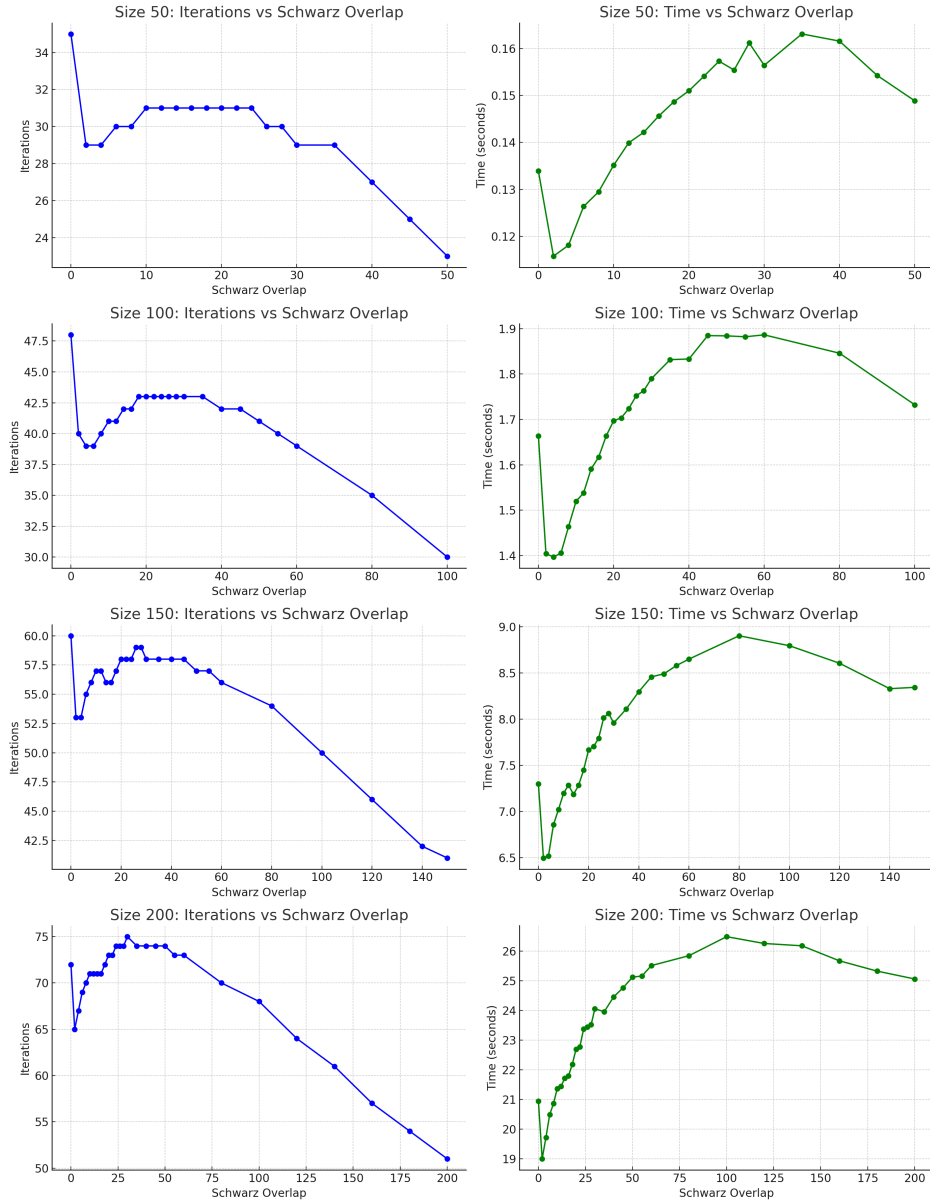 Size 50: Iterations vs Schwarz Overlap
Iterations
34
32
30
28
26
24
0 10 20 30 40 50
Schwarz Overlap
Size 50: Time vs Schwarz Overlap
Time (seconds)
0.16
0.15
0.14
0.13
0.12
0 10 20 30 40 50
Schwarz Overlap
Size 100: Iterations vs Schwarz Overlap
Iterations
47.5
45.0
42.5
40.0
37.5
35.0
32.5
30.0
0 20 40 60 80 100
Schwarz Overlap
Size 100: Time vs Schwarz Overlap
Time (seconds)
1.9
1.8
1.7
1.6
1.5
1.4
0 20 40 60 80 100
Schwarz Overlap
Size 150: Iterations vs Schwarz Overlap
Iterations
60.0
57.5
55.0
52.5
50.0
47.5
45.0
42.5
0 20 40 60 80 100 120 140
Schwarz Overlap
Size 150: Time vs Schwarz Overlap
Time (seconds)
9.0
8.5
8.0
7.5
7.0
6.5
0 20 40 60 80 100 120 140
Schwarz Overlap
Size 200: Iterations vs Schwarz Overlap
Iterations
75
70
65
60
55
50
0 25 50 75 100 125 150 175 200
Schwarz Overlap
Size 200: Time vs Schwarz Overlap
Time (seconds)
26
25
24
23
22
21
20
19
0 25 50 75 100 125 150 175 200
Schwarz Overlap